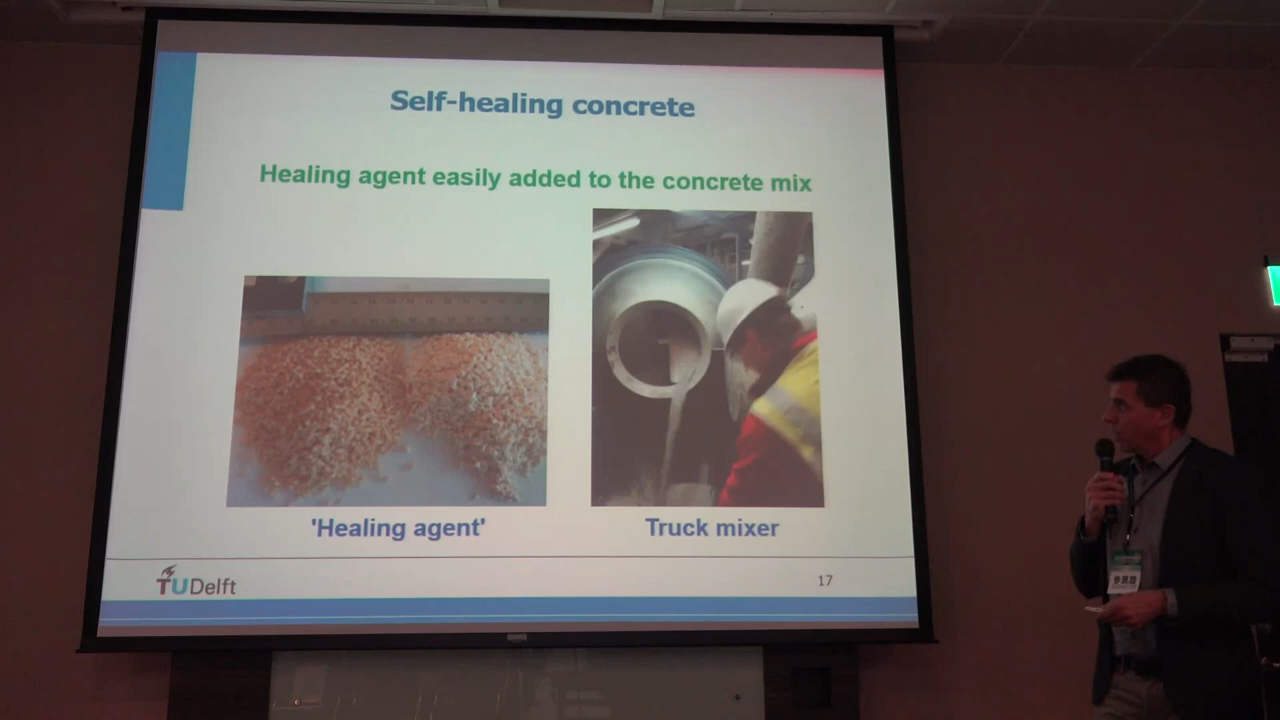 Self-healing concrete
Healing agent easily added to the concrete mix
'Healing agent'
Truck mixer
TUDelft
17